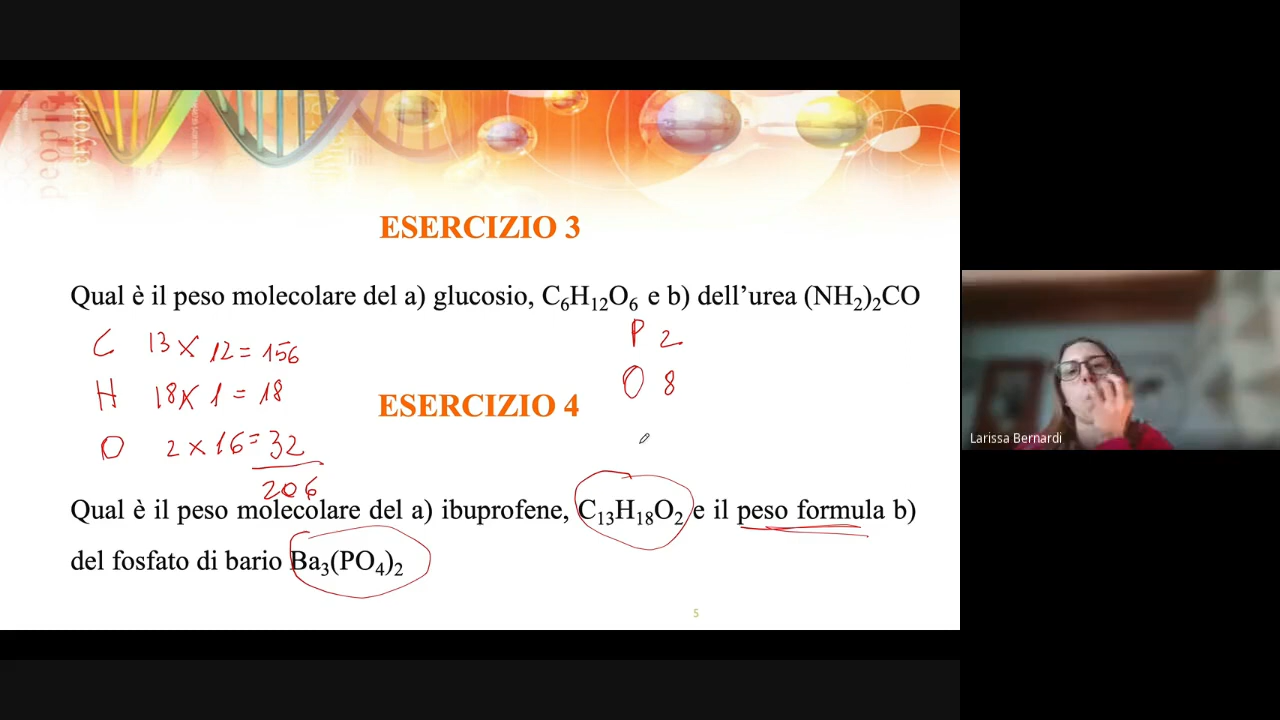 people
eryone
ESERCIZIO 3
Qual è il peso molecolare del a) glucosio, C₆H₁₂O₆ e b) dell’urea (NH₂)₂CO
C 13 x 12 = 156
H 18 x 1 = 18
O 2 x 16 = 32
206
P 2
O 8
ESERCIZIO 4
Qual è il peso molecolare del a) ibuprofene, C₁₃H₁₈O₂ e il peso formula b)
del fosfato di bario Ba₃(PO₄)₂
5
Larissa Bernardi